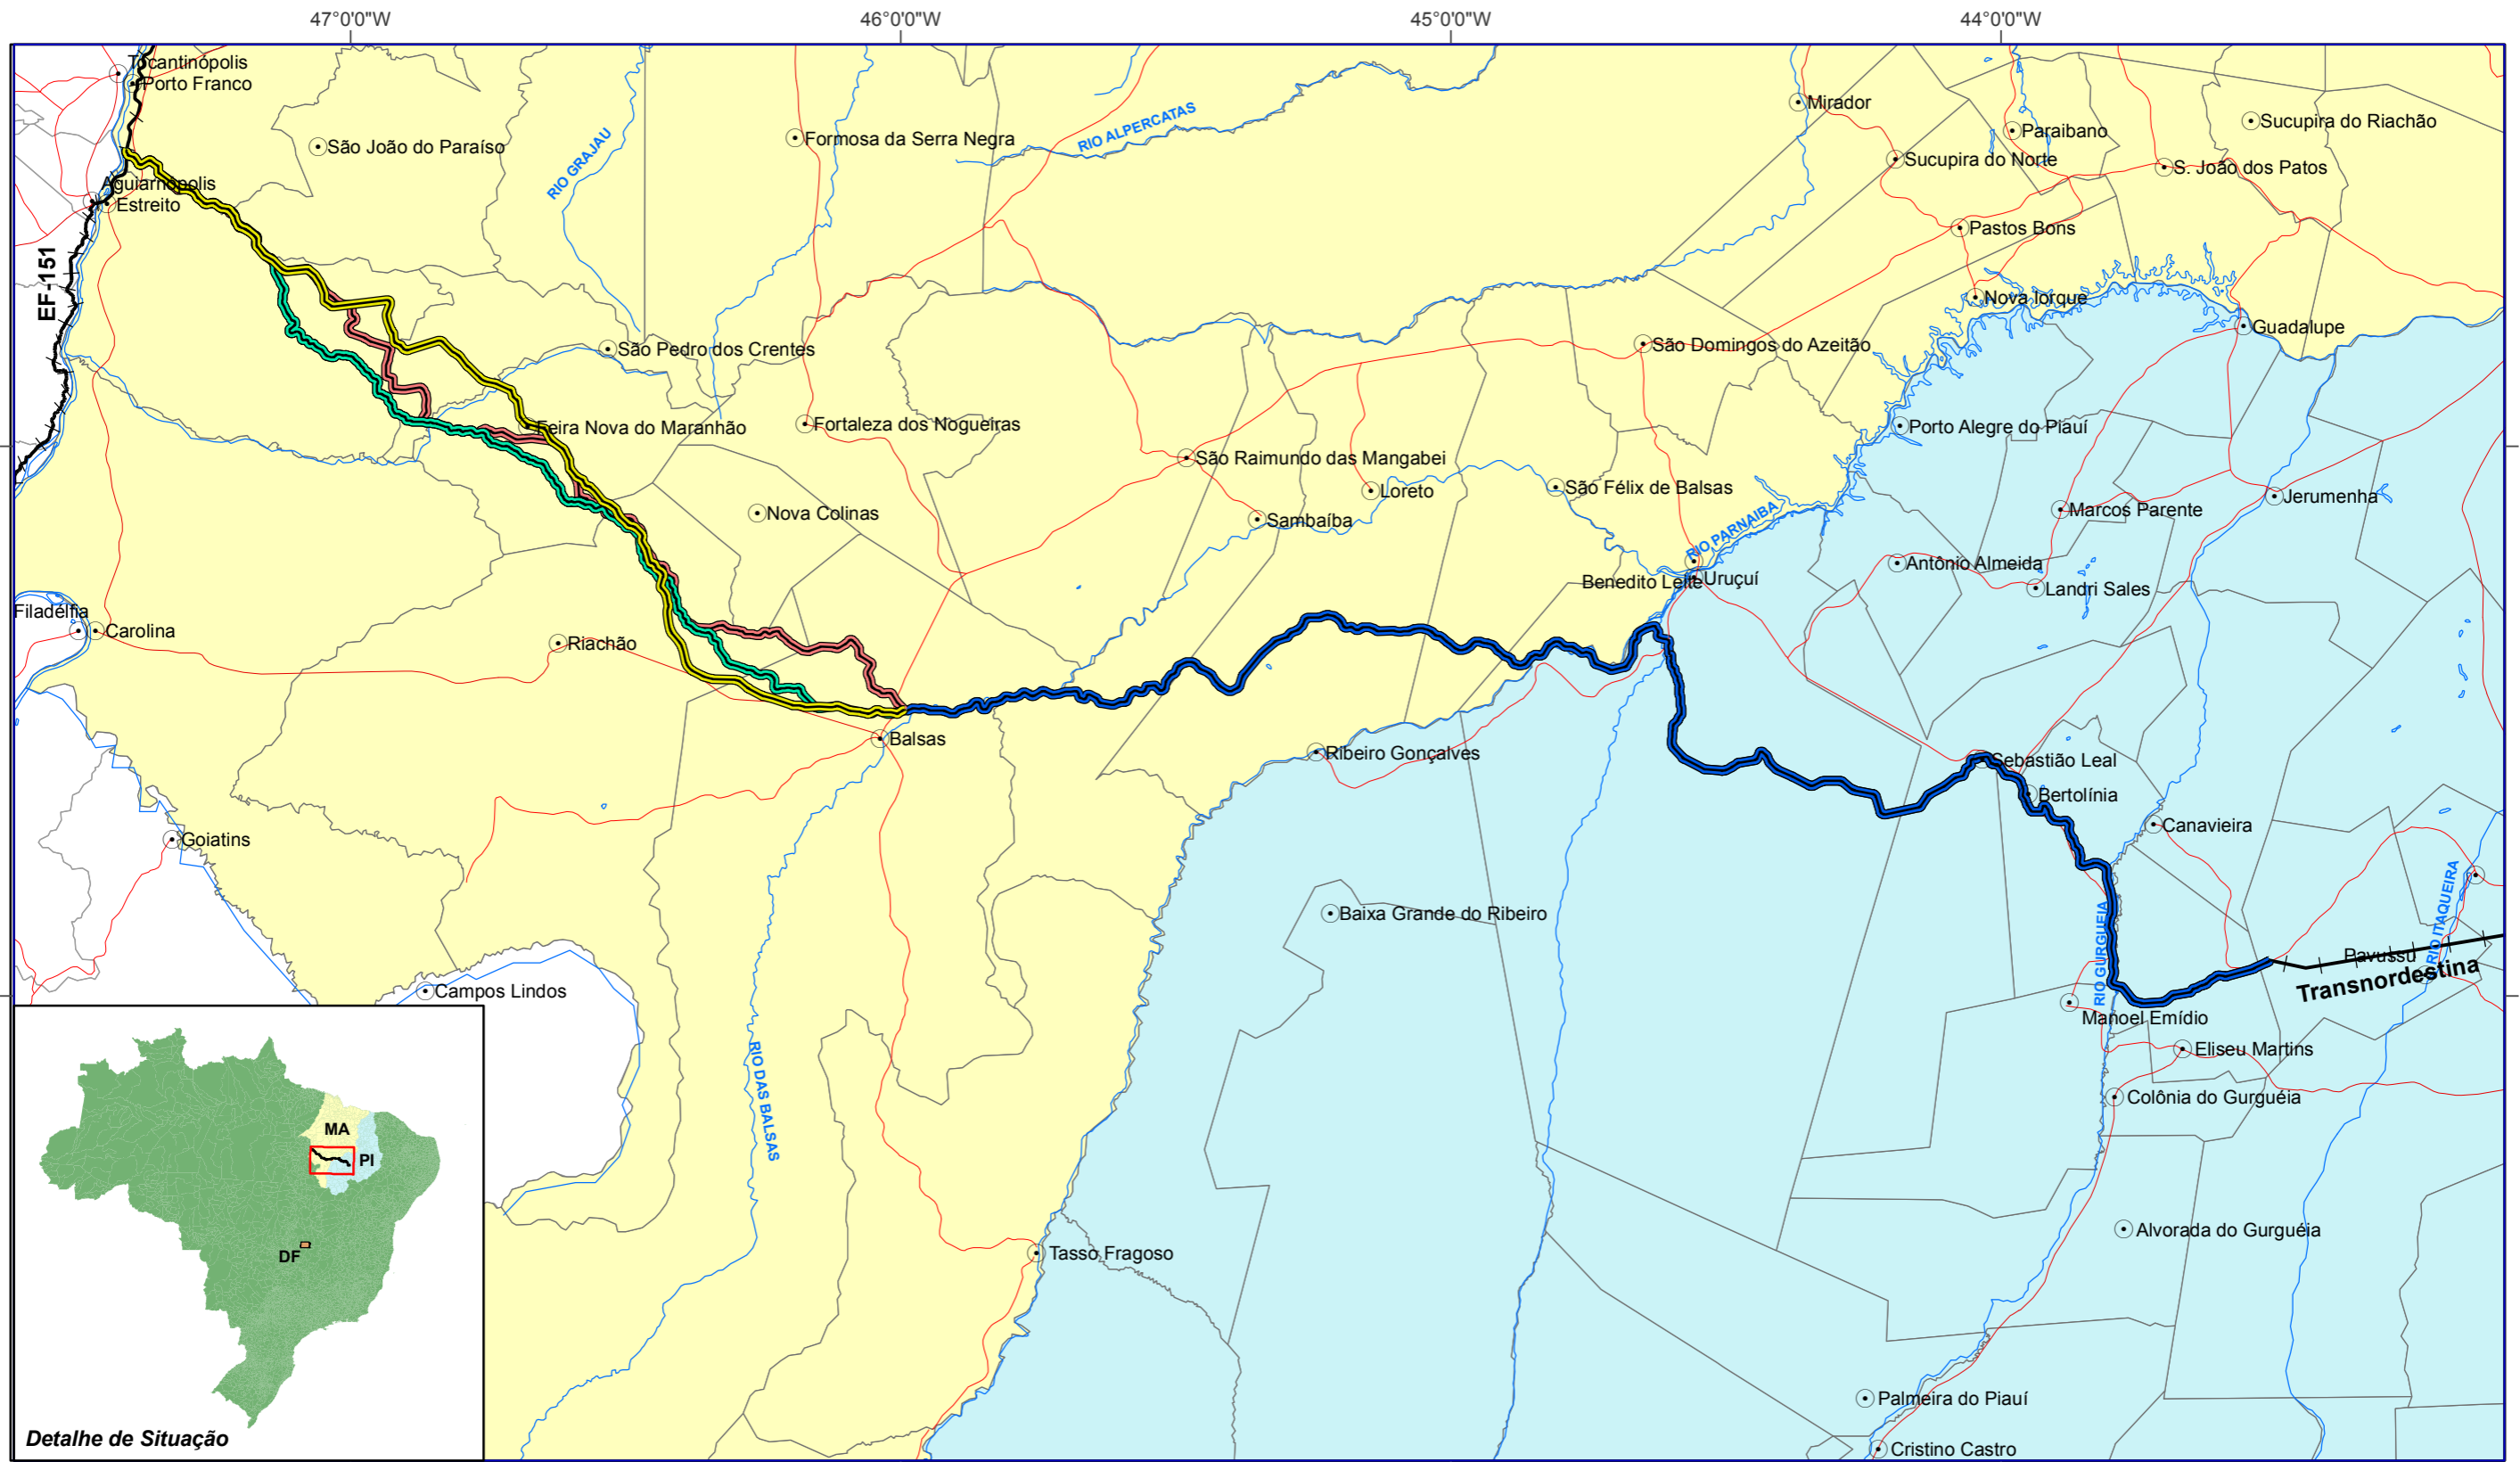 47°0'0"W
46°0'0"W
45°0'0"W
44°0'0"W
Tocantinópolis
Porto Franco
São João do Paraíso
RIO GRAJAU
Formosa da Serra Negra
RIO ALPERCATAS
Mirador
Paraibano
Sucupira do Riachão
Sucupira do Norte
S. João dos Patos
Aguiarnópolis
Estreito
Pastos Bons
EF-151
Nova Iorque
Guadalupe
São Pedro dos Crentes
São Domingos do Azeitão
Feira Nova do Maranhão
Fortaleza dos Nogueiras
Porto Alegre do Piauí
São Raimundo das Mangabei
Loreto
São Félix de Balsas
Jerumenha
Nova Colinas
Sambaíba
Marcos Parente
RIO PARNAIBA
Antônio Almeida
Benedito Leite
Uruçuí
Landri Sales
Filadélfia
Carolina
Riachão
Balsas
Ribeiro Gonçalves
Sebastião Leal
Bertolínia
Canavieira
Goiatins
Baixa Grande do Ribeiro
RIO GURGUEIA
RIO ITAQUEIRA
Pavussu
Transnordestina
Campos Lindos
Manoel Emídio
Eliseu Martins
RIO DAS BALSAS
Colônia do Gurguéia
MA
PI
DF
Alvorada do Gurguéia
Tasso Fragoso
Palmeira do Piauí
Detalhe de Situação
Cristino Castro